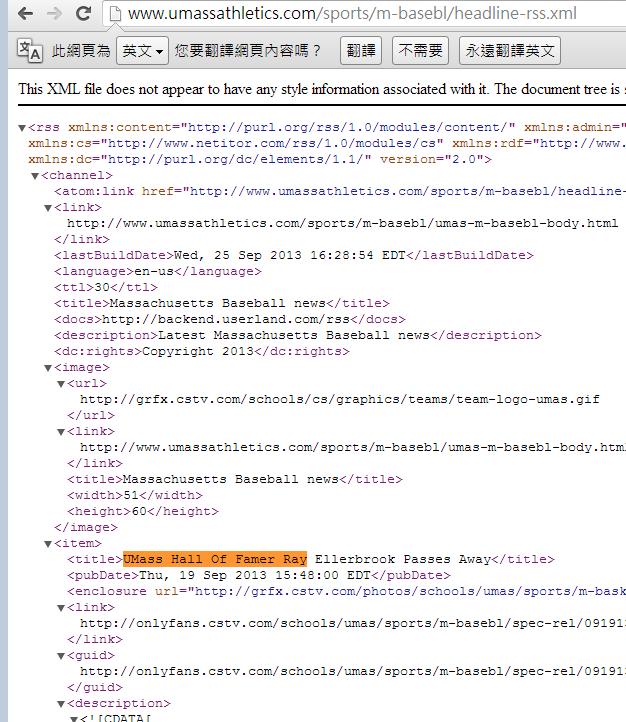 www.umassathletics.com/sports/m-basebl/headline-rss.xml
此網頁為 英文 您要翻譯網頁內容嗎？ 翻譯 不需要 永遠翻譯英文
This XML file does not appear to have any style information associated with it. The document tree is
<rss xmlns:content="http://purl.org/rss/1.0/modules/content/" xmlns:admin="
xmlns:cs="http://www.netitor.com/rss/1.0/modules/cs" xmlns:rdf="http://www.
xmlns:dc="http://purl.org/dc/elements/1.1/" version="2.0">
<channel>
<atom:link href="http://www.umassathletics.com/sports/m-basebl/headline-
<link>
http://www.umassathletics.com/sports/m-basebl/umas-m-basebl-body.html
</link>
<lastBuildDate>Wed, 25 Sep 2013 16:28:54 EDT</lastBuildDate>
<language>en-us</language>
<ttl>30</ttl>
<title>Massachusetts Baseball news</title>
<docs>http://backend.userland.com/rss</docs>
<description>Latest Massachusetts Baseball news</description>
<dc:rights>Copyright 2013</dc:rights>
<image>
<url>
http://grfx.cstv.com/schools/cs/graphics/teams/team-logo-umas.gif
</url>
<link>
http://www.umassathletics.com/sports/m-basebl/umas-m-basebl-body.html
</link>
<title>Massachusetts Baseball news</title>
<width>51</width>
<height>60</height>
</image>
<item>
<title>UMass Hall Of Famer Ray Ellerbrook Passes Away</title>
<pubDate>Thu, 19 Sep 2013 15:48:00 EDT</pubDate>
<enclosure url="http://grfx.cstv.com/photos/schools/umas/sports/m-bask
<link>
http://onlyfans.cstv.com/schools/umas/sports/m-basebl/spec-rel/09191
</link>
<guid>
http://onlyfans.cstv.com/schools/umas/sports/m-basebl/spec-rel/09191
</guid>
<description>
<![CDATA[